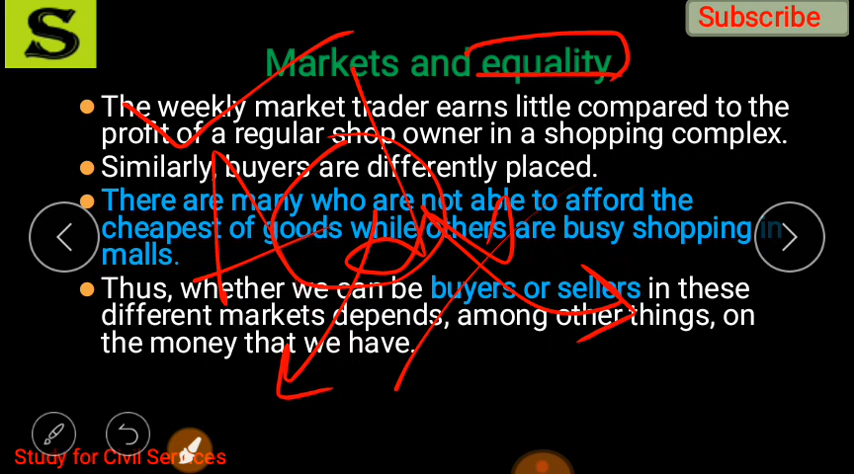 S
Subscribe
Markets and equality
The weekly market trader earns little compared to the
profit of a regular shop owner in a shopping complex.
Similarly, buyers are differently placed.
There are many who are not able to afford the
cheapest of goods while others are busy shopping in
malls.
Thus, whether we can be buyers or sellers in these
different markets depends, among other things, on
the money that we have.
Study for Civil Services